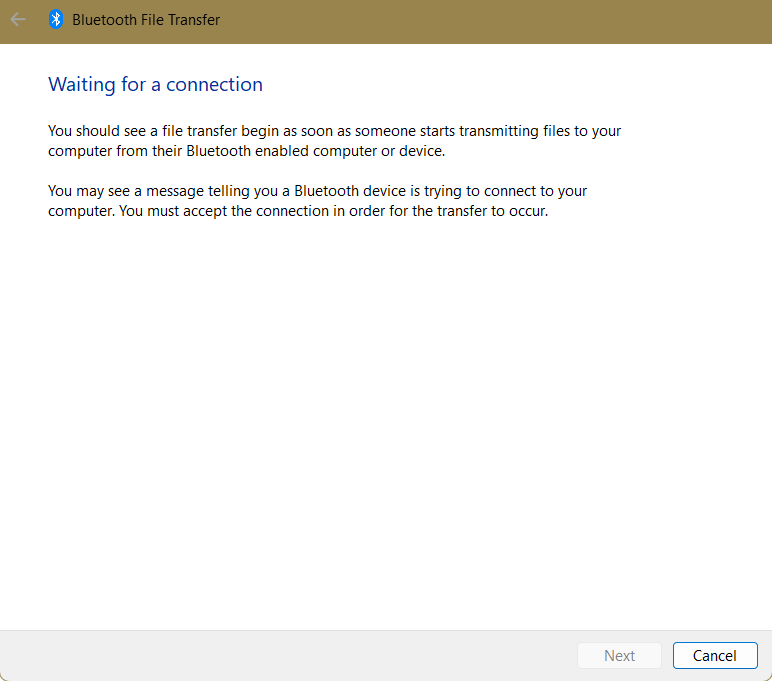 Bluetooth File Transfer
Waiting for a connection
You should see a file transfer begin as soon as someone starts transmitting files to your
computer from their Bluetooth enabled computer or device.
You may see a message telling you a Bluetooth device is trying to connect to your
computer. You must accept the connection in order for the transfer to occur.
Next
Cancel